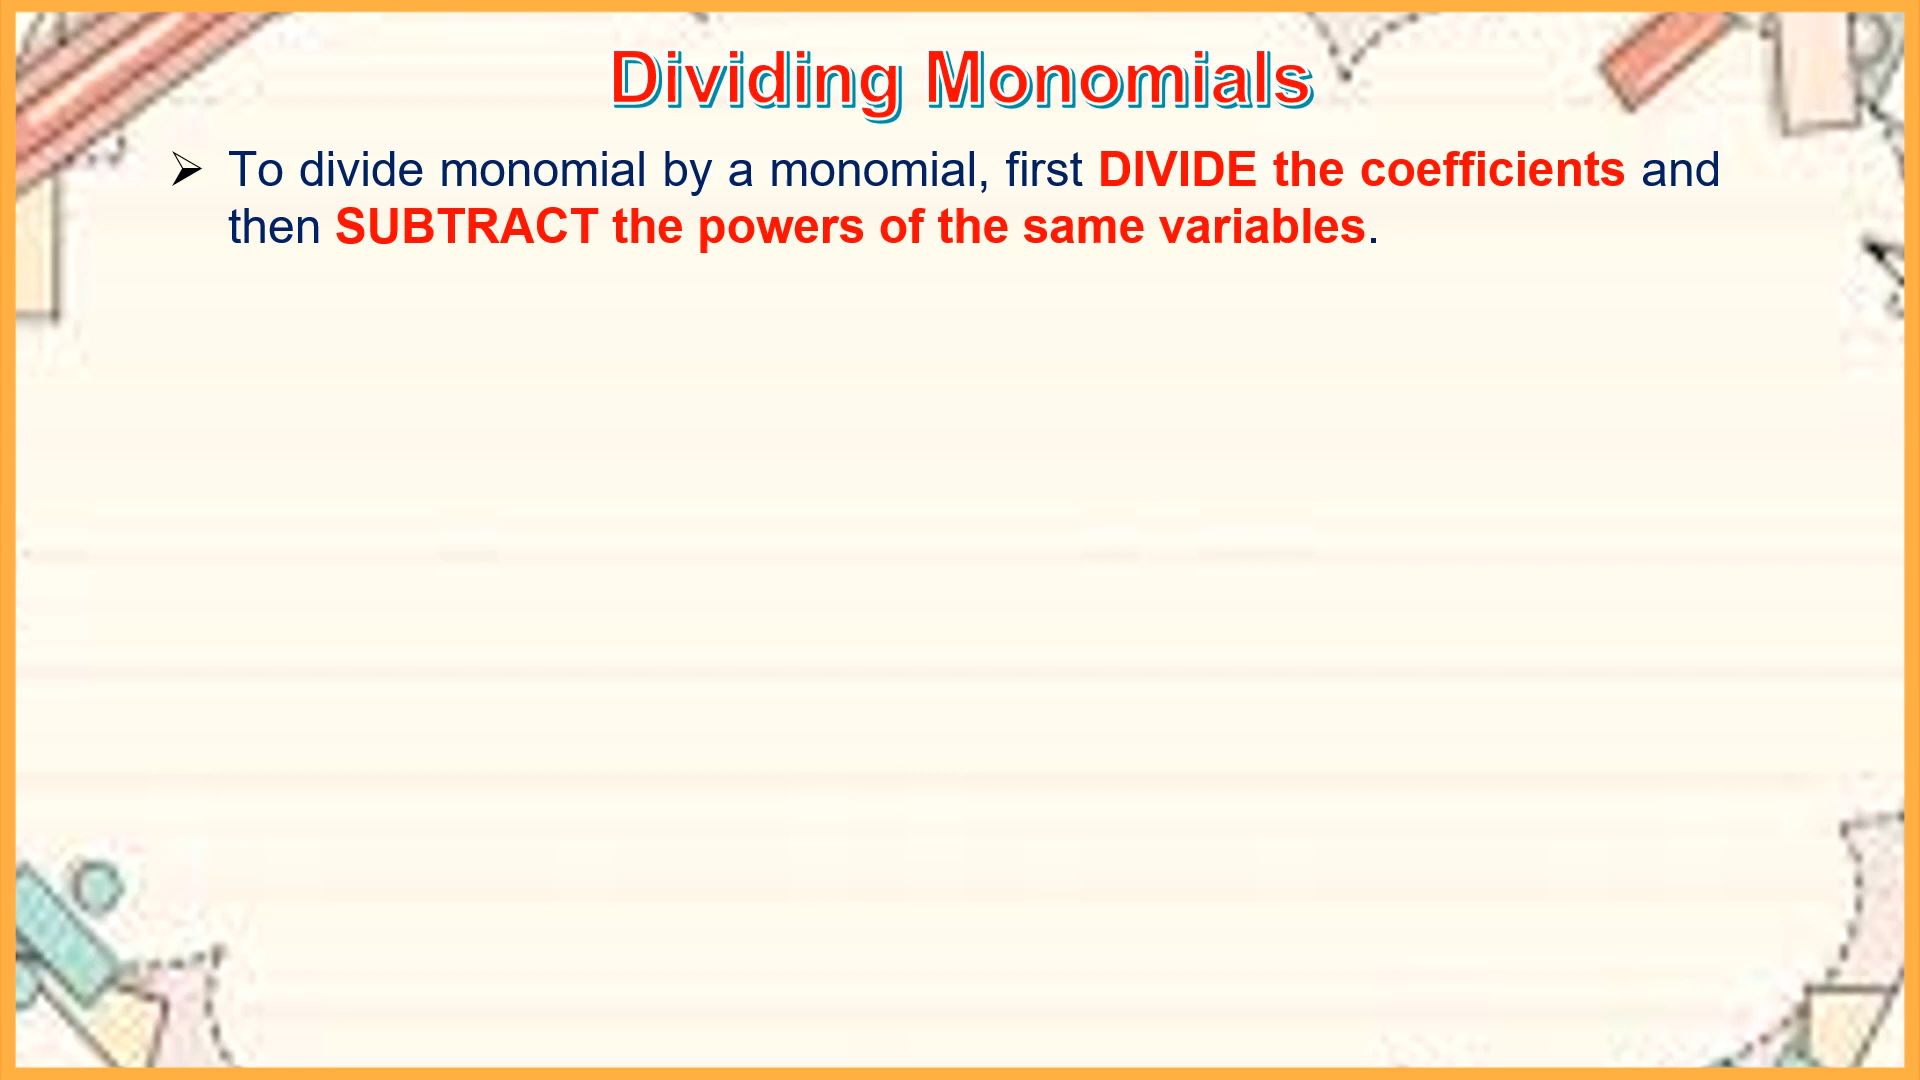 Dividing Monomials
➢ To divide monomial by a monomial, first DIVIDE the coefficients and
then SUBTRACT the powers of the same variables.